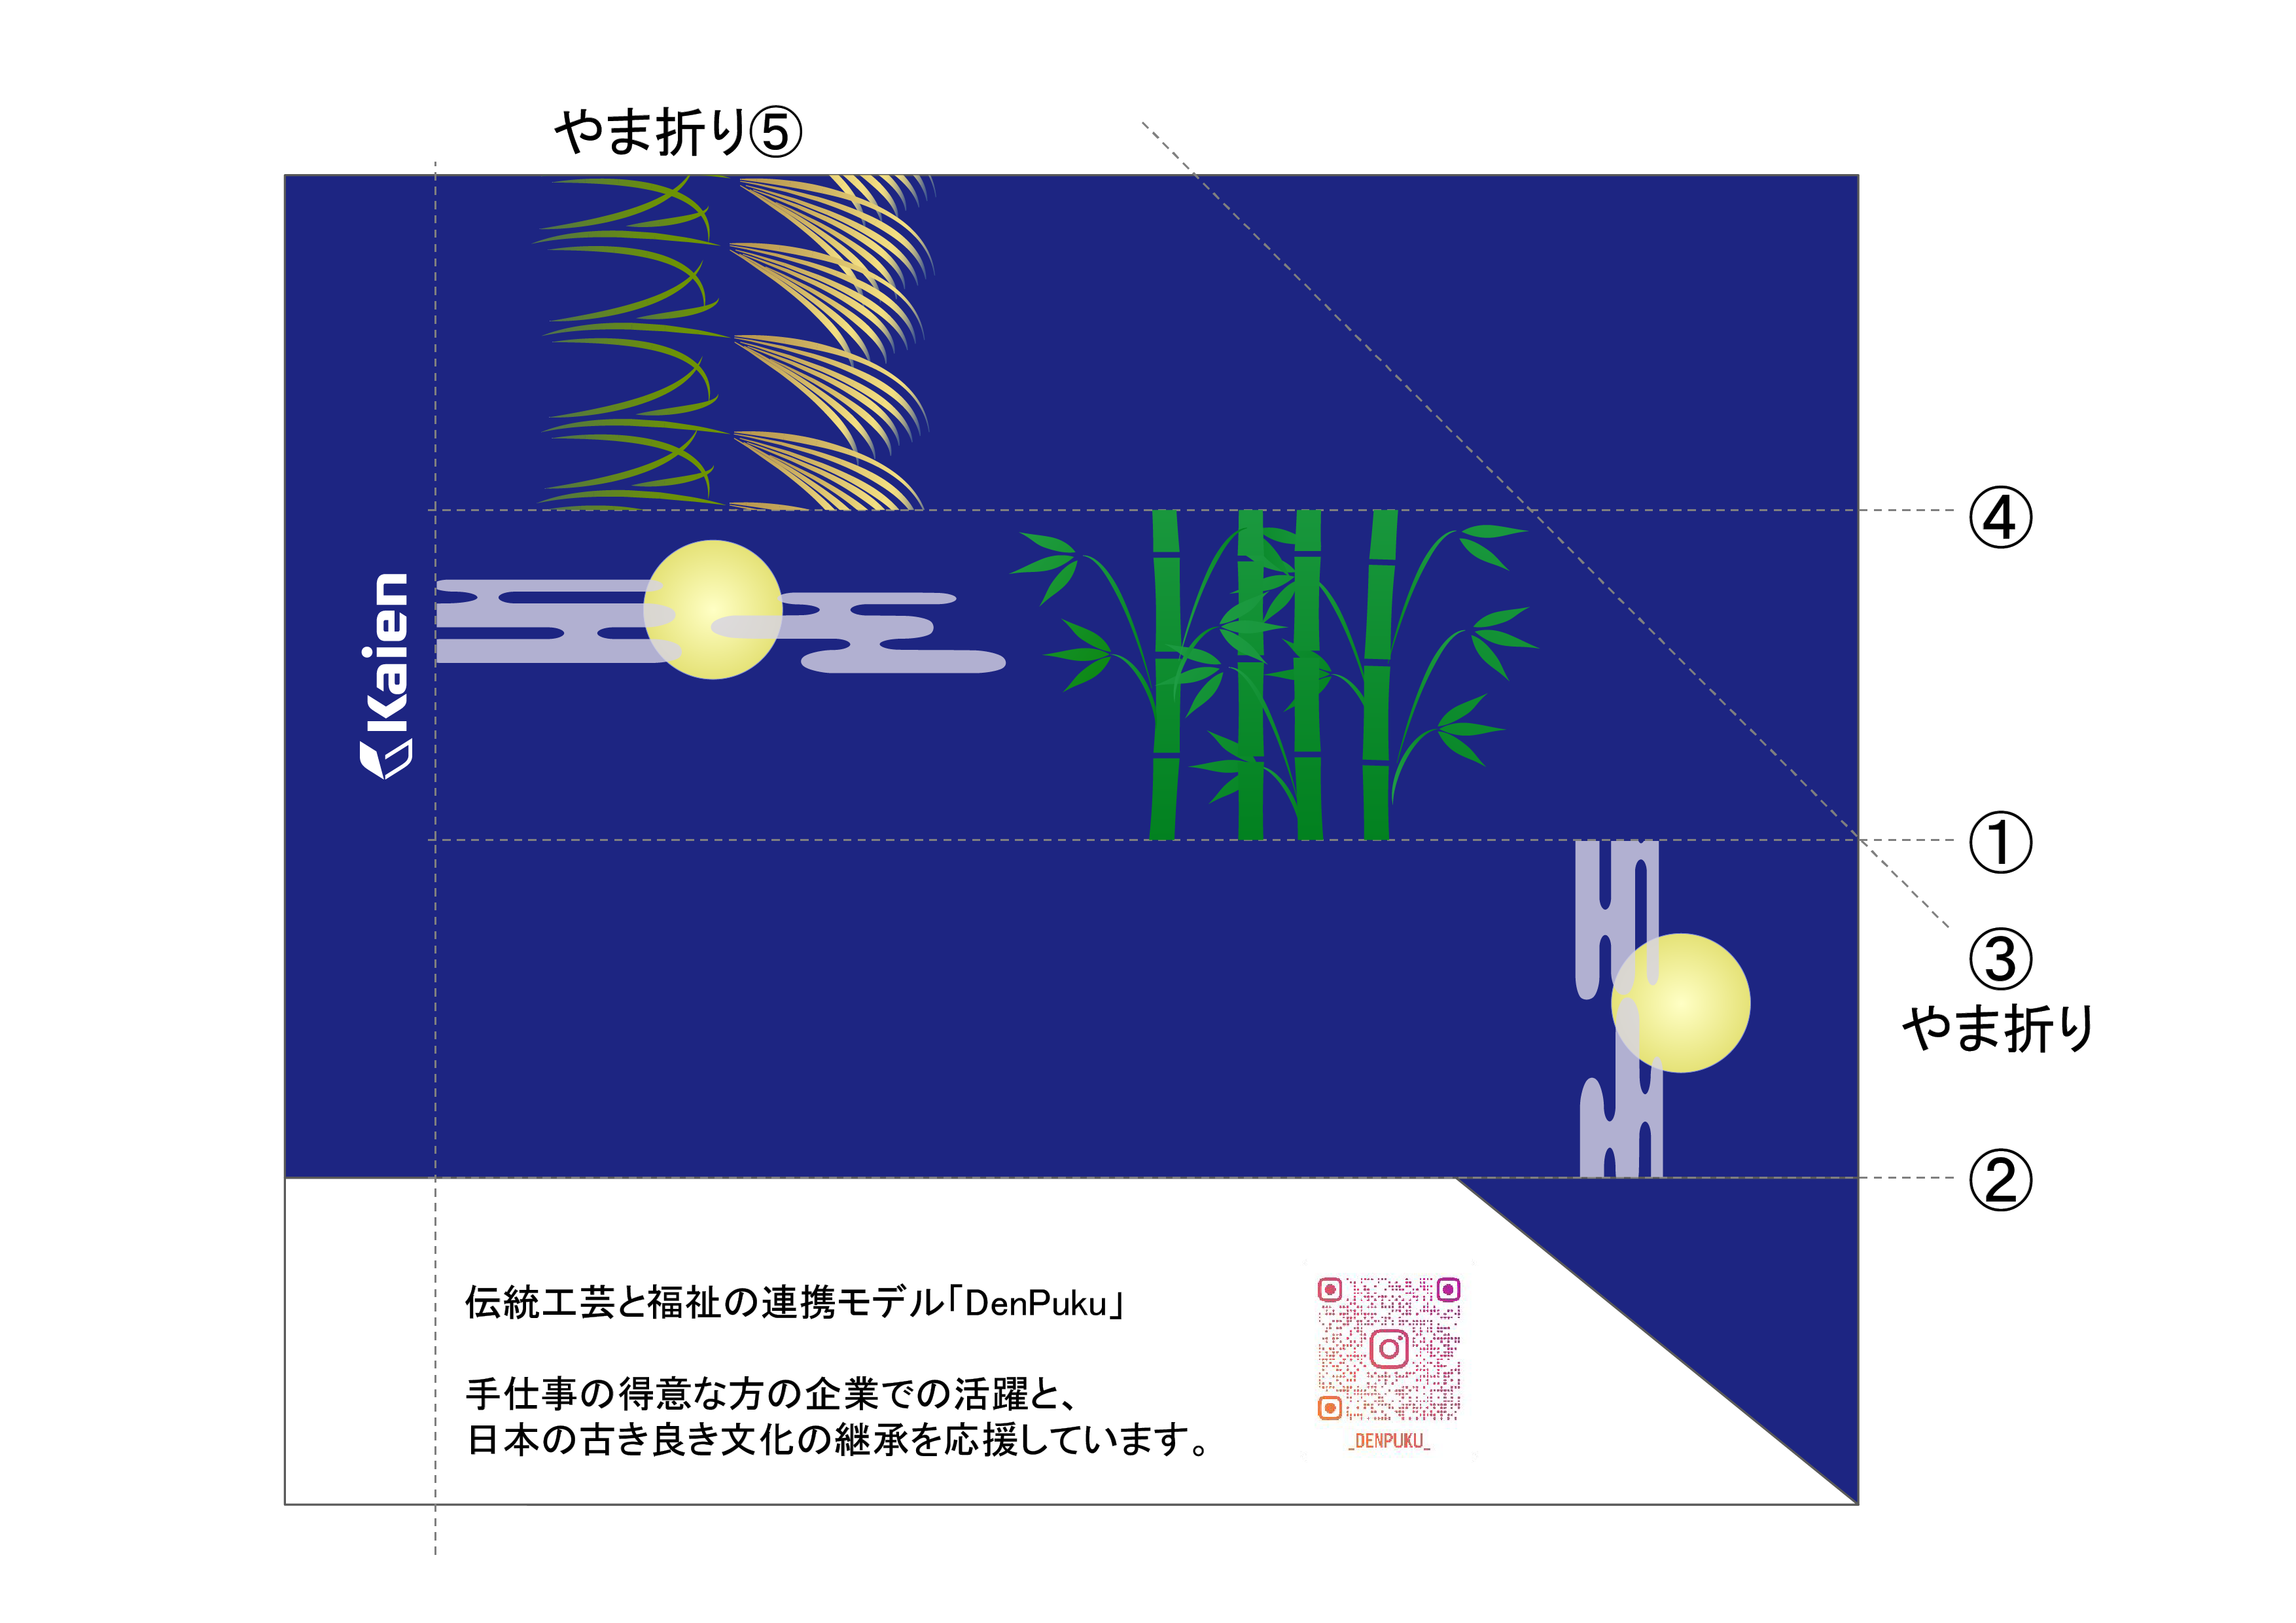 やま折り⑤
④
Kaien
①
③
やま折り
②
伝統工芸と福祉の連携モデル「DenPuku」
手仕事の得意な方の企業での活躍と、
日本の古き良き文化の継承を応援しています。
_DENPUKU_